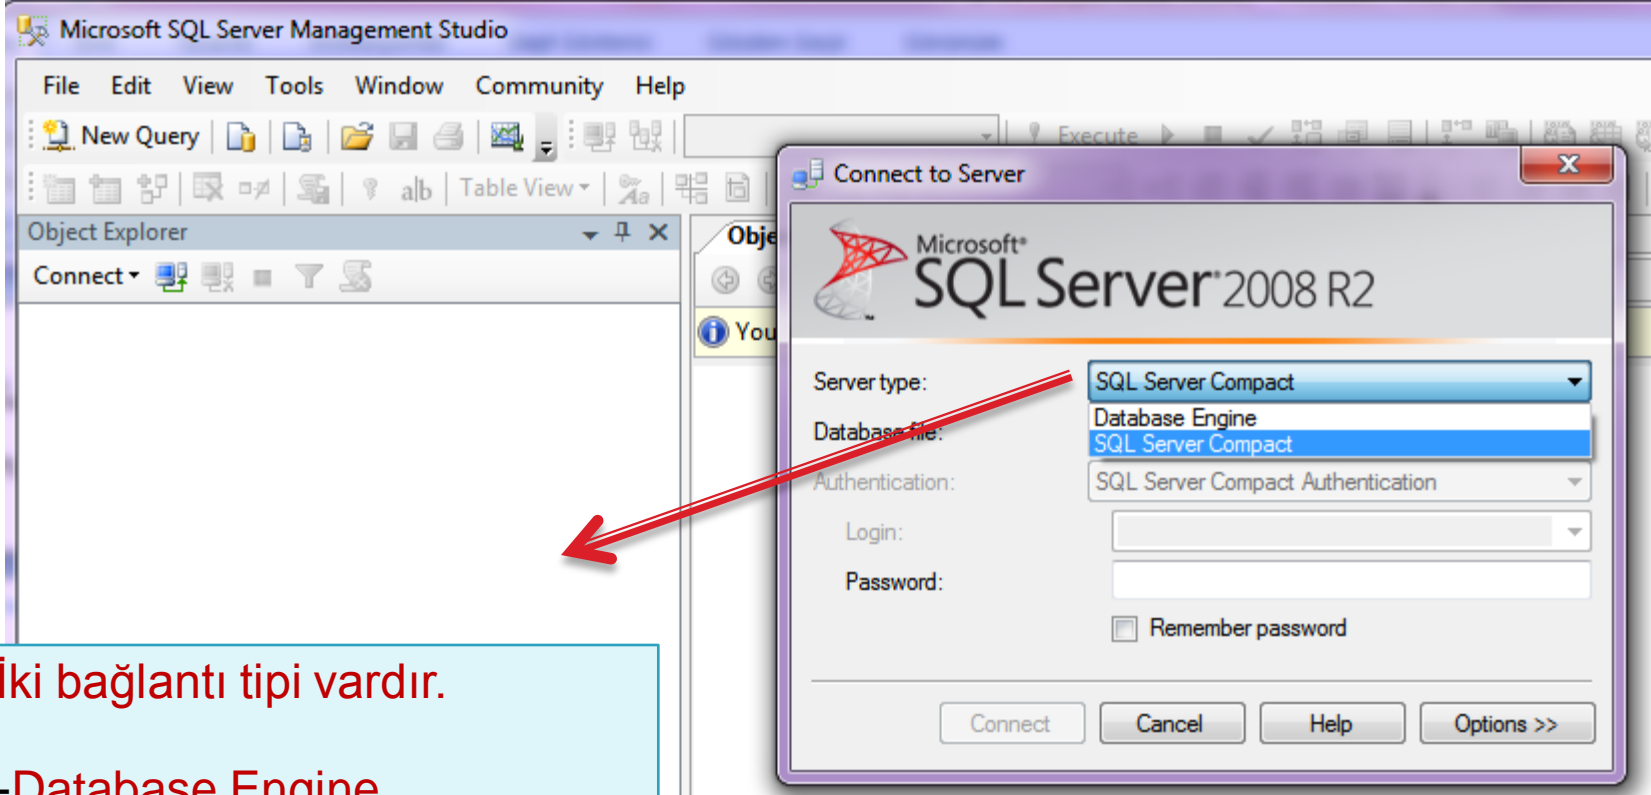 Microsoft SQL Server Management Studio
File Edit View Tools Window Community Help
New Query
Execute
Table View
Object Explorer
Connect
Obje
You
Connect to Server
Microsoft®
SQL Server® 2008 R2
Server type: SQL Server Compact
Database Engine
Database file:
SQL Server Compact
Authentication: SQL Server Compact Authentication
Login:
Password:
Remember password
Connect Cancel Help Options >>
İki bağlantı tipi vardır.
-Database Engine